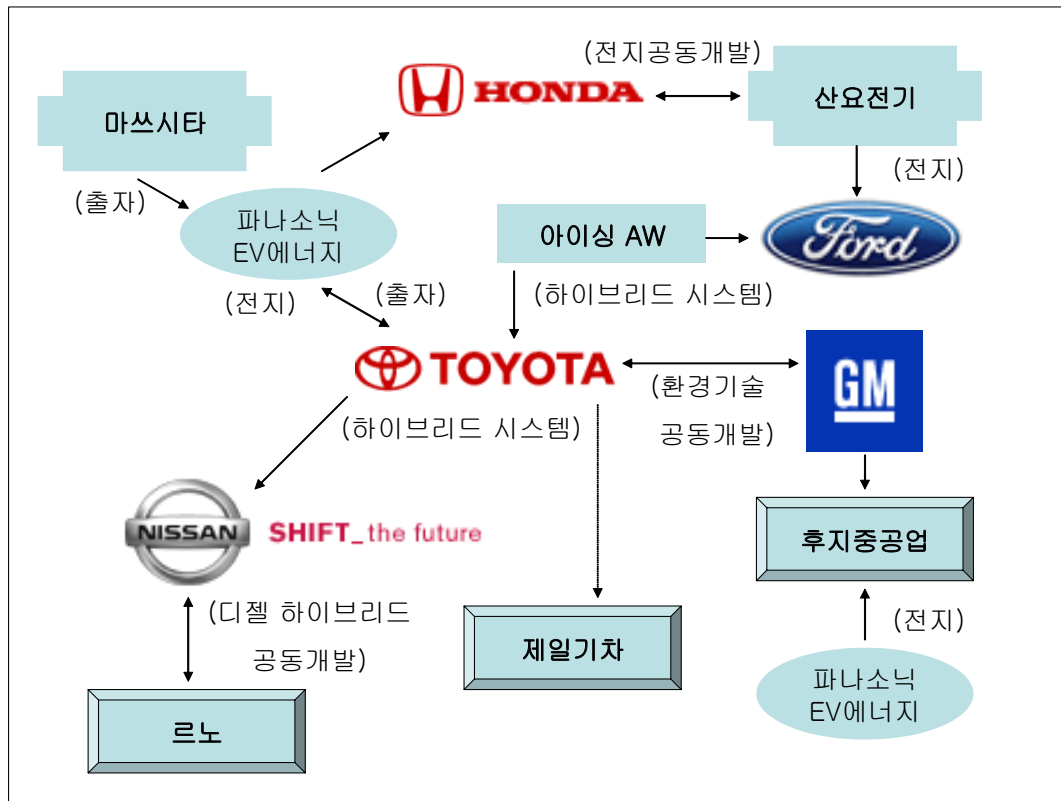 (전지공동개발)
HONDA
산요전기
마쓰시타
(출자)
(전지)
파나소닉
EV에너지
아이싱 AW
Ford
(전지)
(출자)
(하이브리드 시스템)
TOYOTA
GM
(환경기술
공동개발)
(하이브리드 시스템)
NISSAN
SHIFT_the future
후지중공업
(디젤 하이브리드
공동개발)
제일기차
(전지)
파나소닉
EV에너지
르노